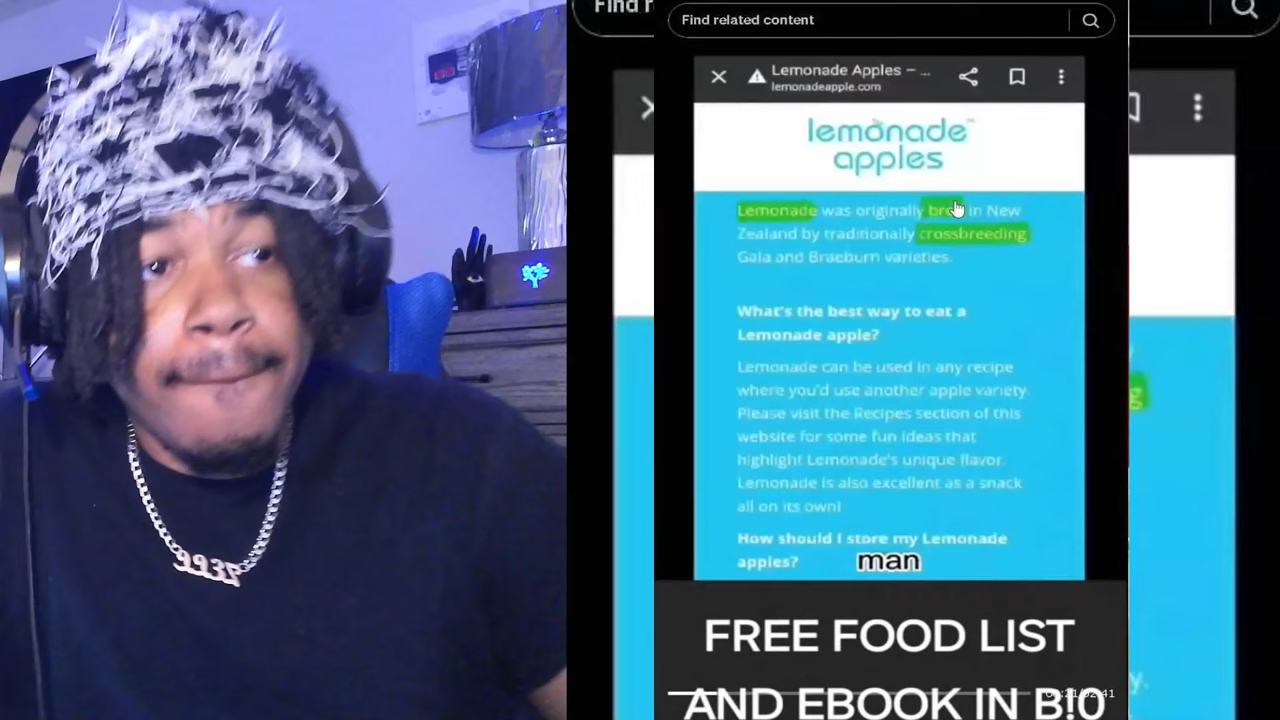 Find related content
Lemonade Apples – ...
lemonadeapple.com
lemonade
apples
Lemonade was originally bred in New
Zealand by traditionally crossbreeding
Gala and Braeburn varieties.
What's the best way to eat a
Lemonade apple?
Lemonade can be used in any recipe
where you'd use another apple variety.
Please visit the Recipes section of this
website for some fun ideas that
highlight Lemonade's unique flavor.
Lemonade is also excellent as a snack
all on its own!
How should I store my Lemonade
apples?
man
FREE FOOD LIST
AND EBOOK IN B!O